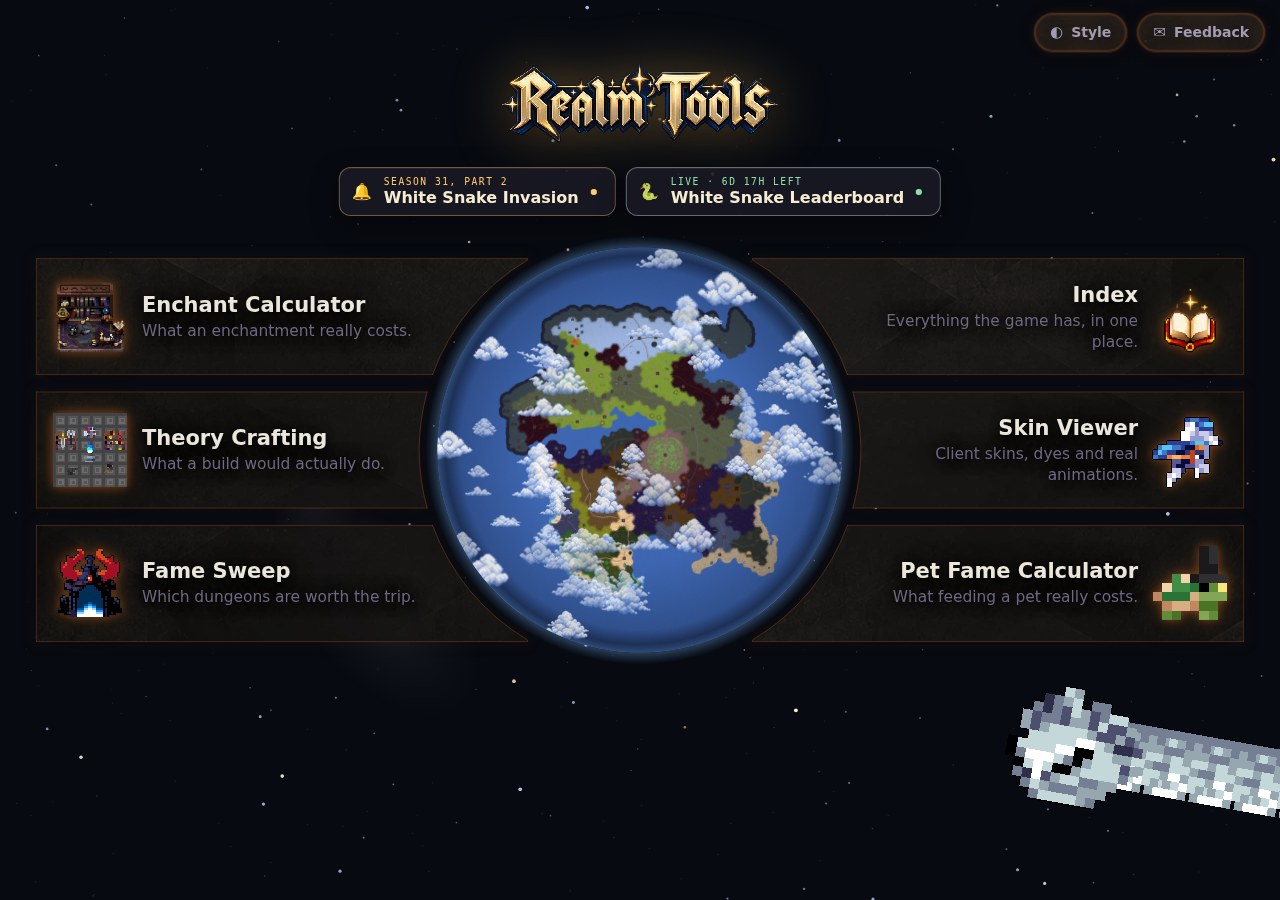 Style
Feedback
Realm Tools
SEASON 31, PART 2
White Snake Invasion
LIVE · 6D 17H LEFT
White Snake Leaderboard
Enchant Calculator
What an enchantment really costs.
Theory Crafting
What a build would actually do.
Fame Sweep
Which dungeons are worth the trip.
Index
Everything the game has, in one
place.
Skin Viewer
Client skins, dyes and real
animations.
Pet Fame Calculator
What feeding a pet really costs.